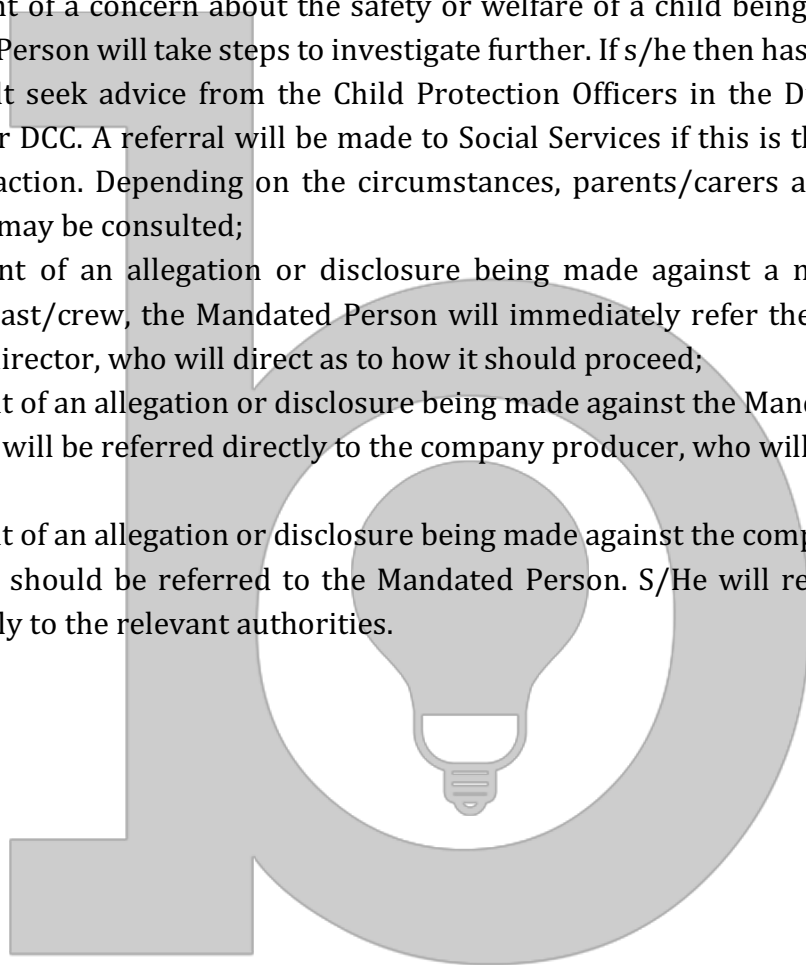 nt of a concern about the safety or welfare of a child being
Person will take steps to investigate further. If s/he then has
lt seek advice from the Child Protection Officers in the D
r DCC. A referral will be made to Social Services if this is th
action. Depending on the circumstances, parents/carers a
may be consulted;
nt of an allegation or disclosure being made against a m
ast/crew, the Mandated Person will immediately refer the
irector, who will direct as to how it should proceed;
t of an allegation or disclosure being made against the Mand
will be referred directly to the company producer, who will
t of an allegation or disclosure being made against the comp
should be referred to the Mandated Person. S/He will re
ly to the relevant authorities.